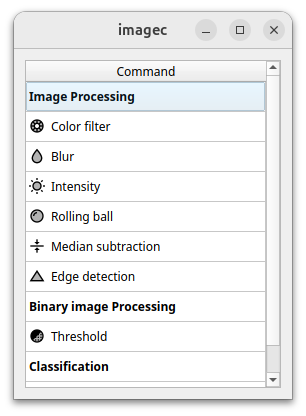 imagec
Command
Image Processing
Color filter
Blur
Intensity
Rolling ball
Median subtraction
Edge detection
Binary image Processing
Threshold
Classification